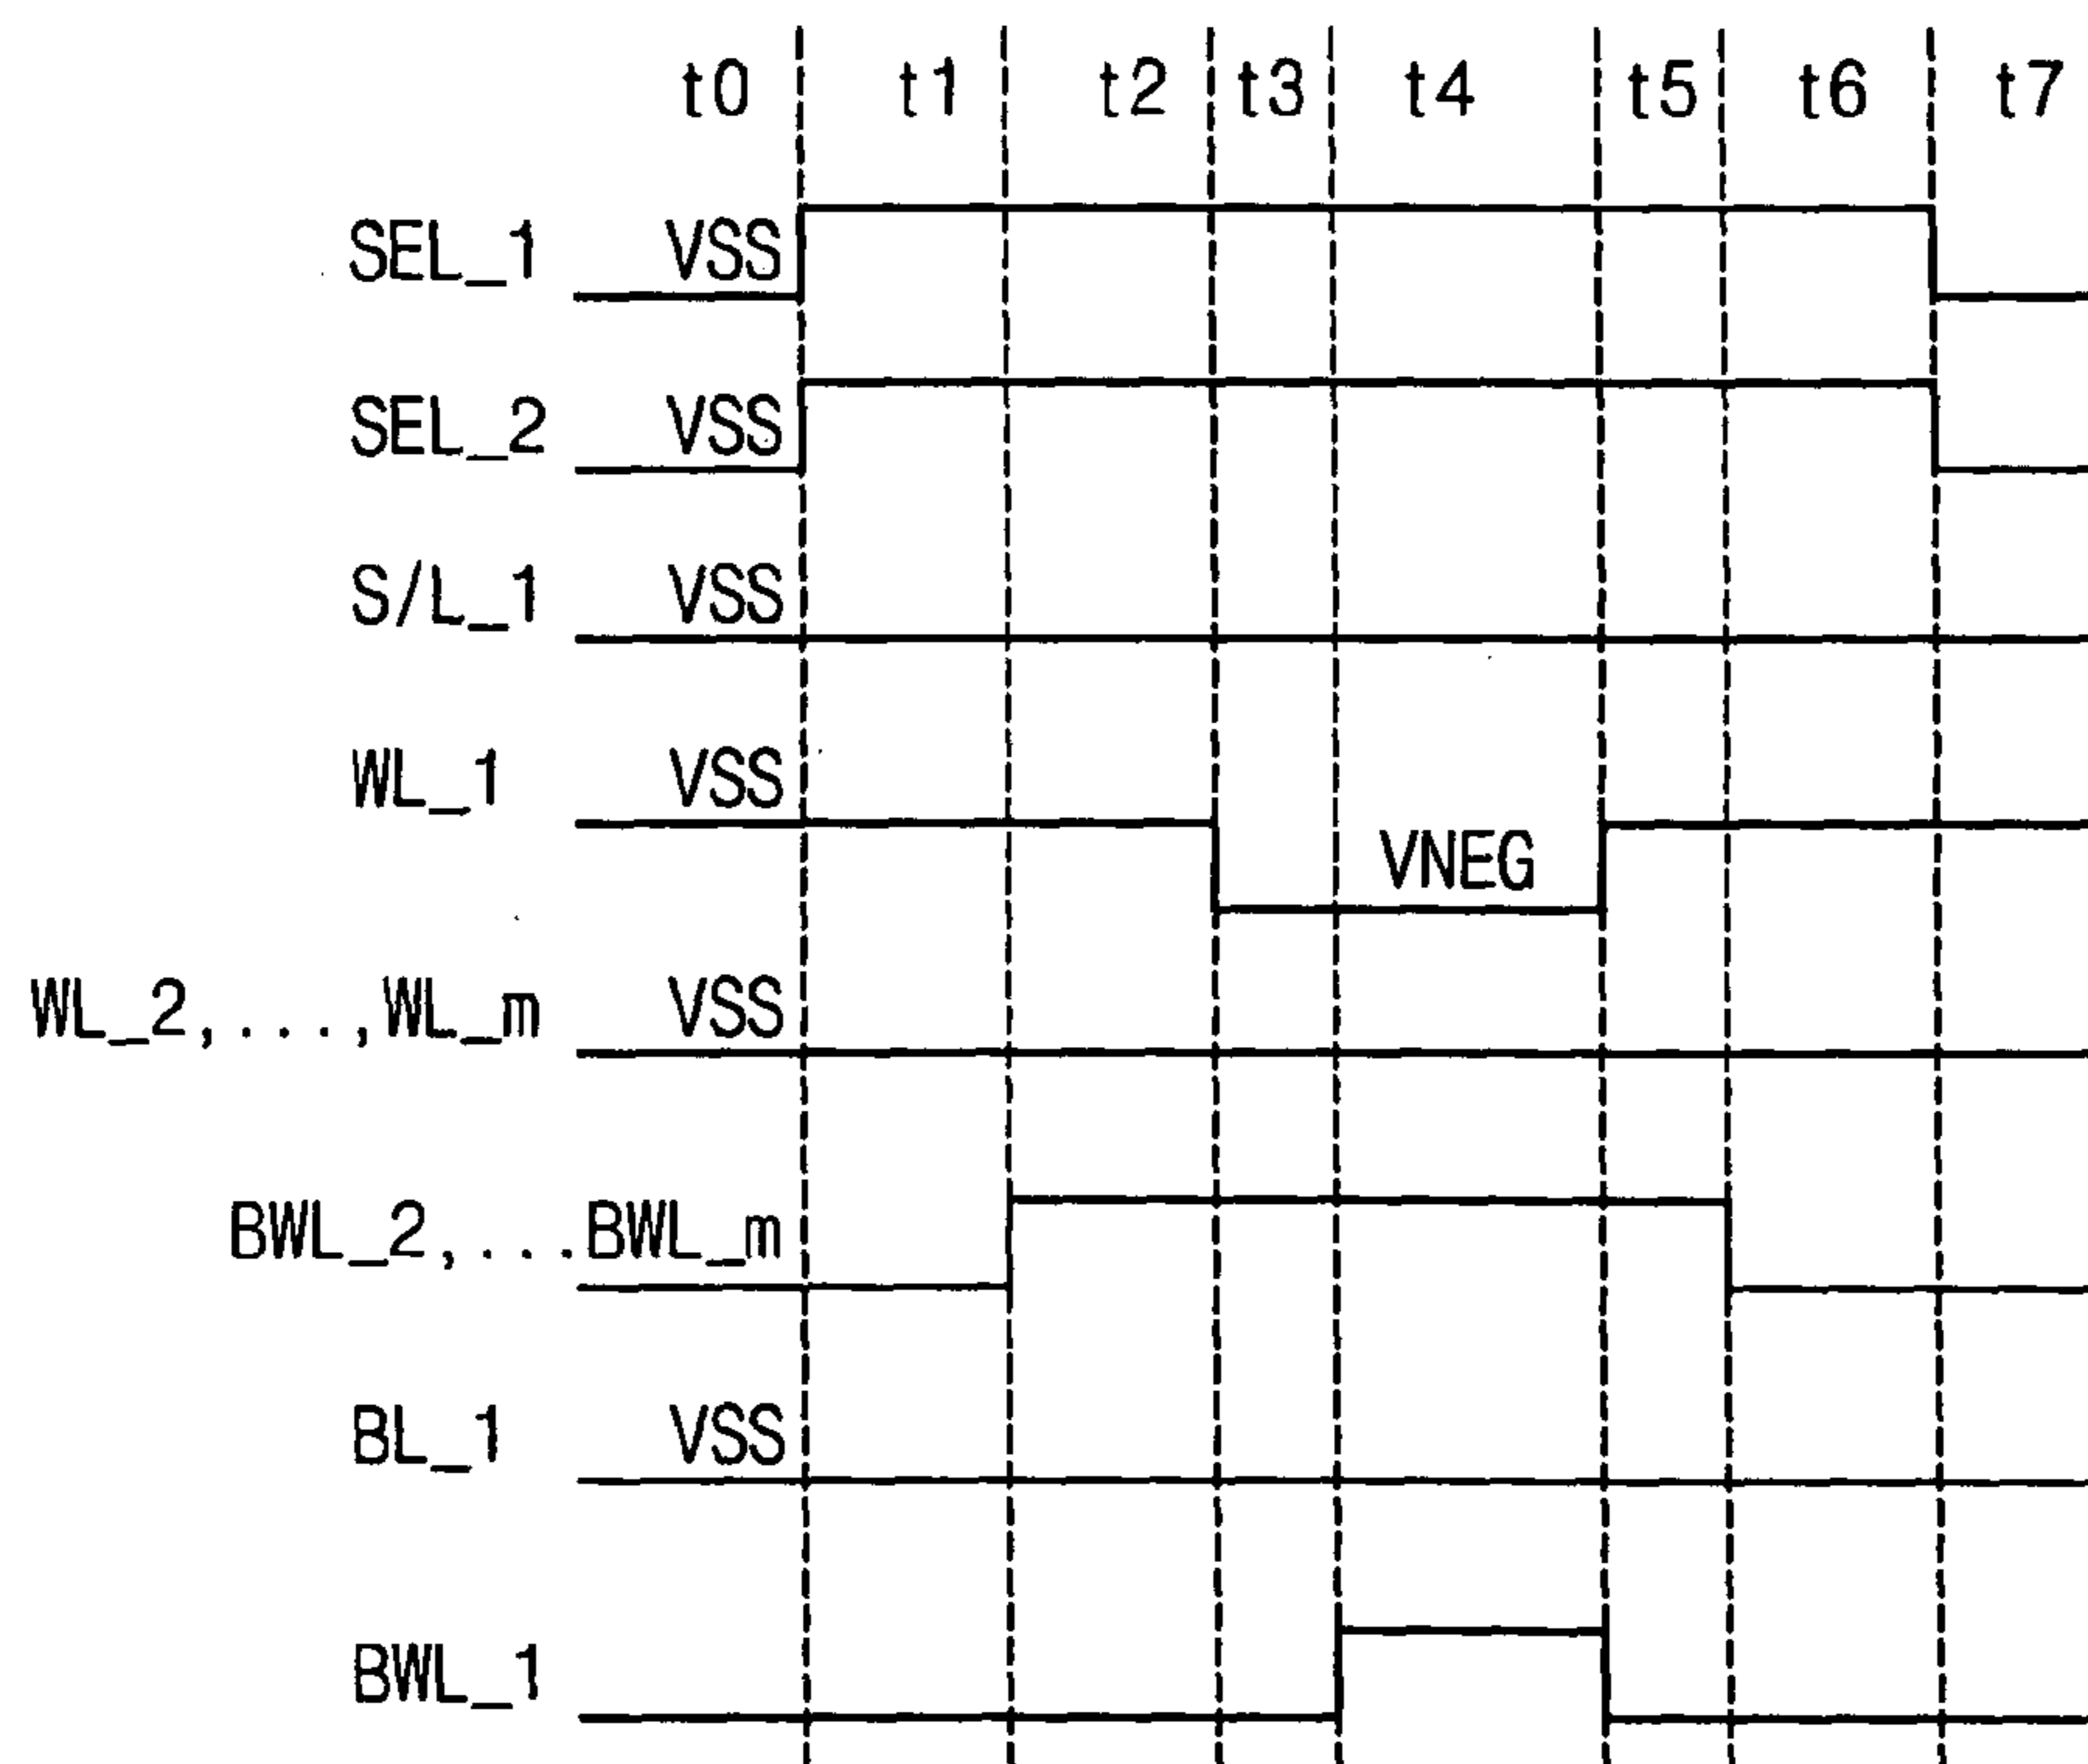 t0 t1 t2 t3 t4 t5 t6 t7
SEL_1 VSS
SEL_2 VSS
S/L_1 VSS
WL_1 VSS
VNEG
WL_2,...,WL_m VSS
BWL_2,...BWL_m
BL_1 VSS
BWL_1